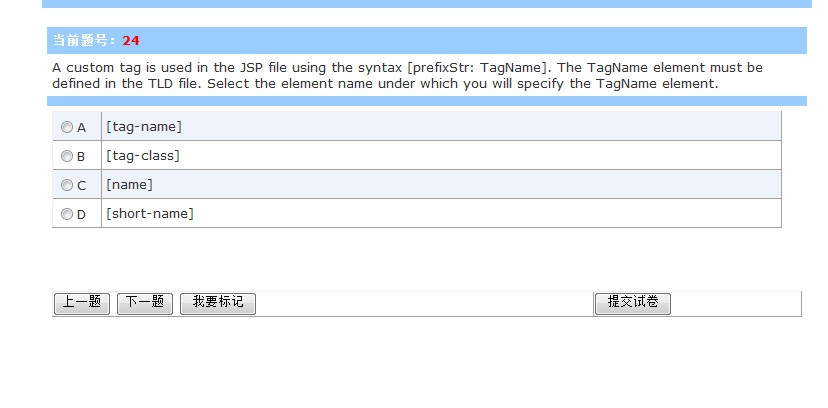 当前题号：24
A custom tag is used in the JSP file using the syntax [prefixStr: TagName]. The TagName element must be
defined in the TLD file. Select the element name under which you will specify the TagName element.
A [tag-name]
B [tag-class]
C [name]
D [short-name]
上一题 下一题 我要标记 提交试卷